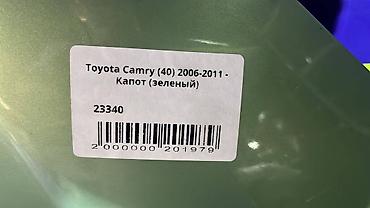 Toyota Camry (40) 2006-2011 -
Капот (зеленый)
23340
2 000000 201979